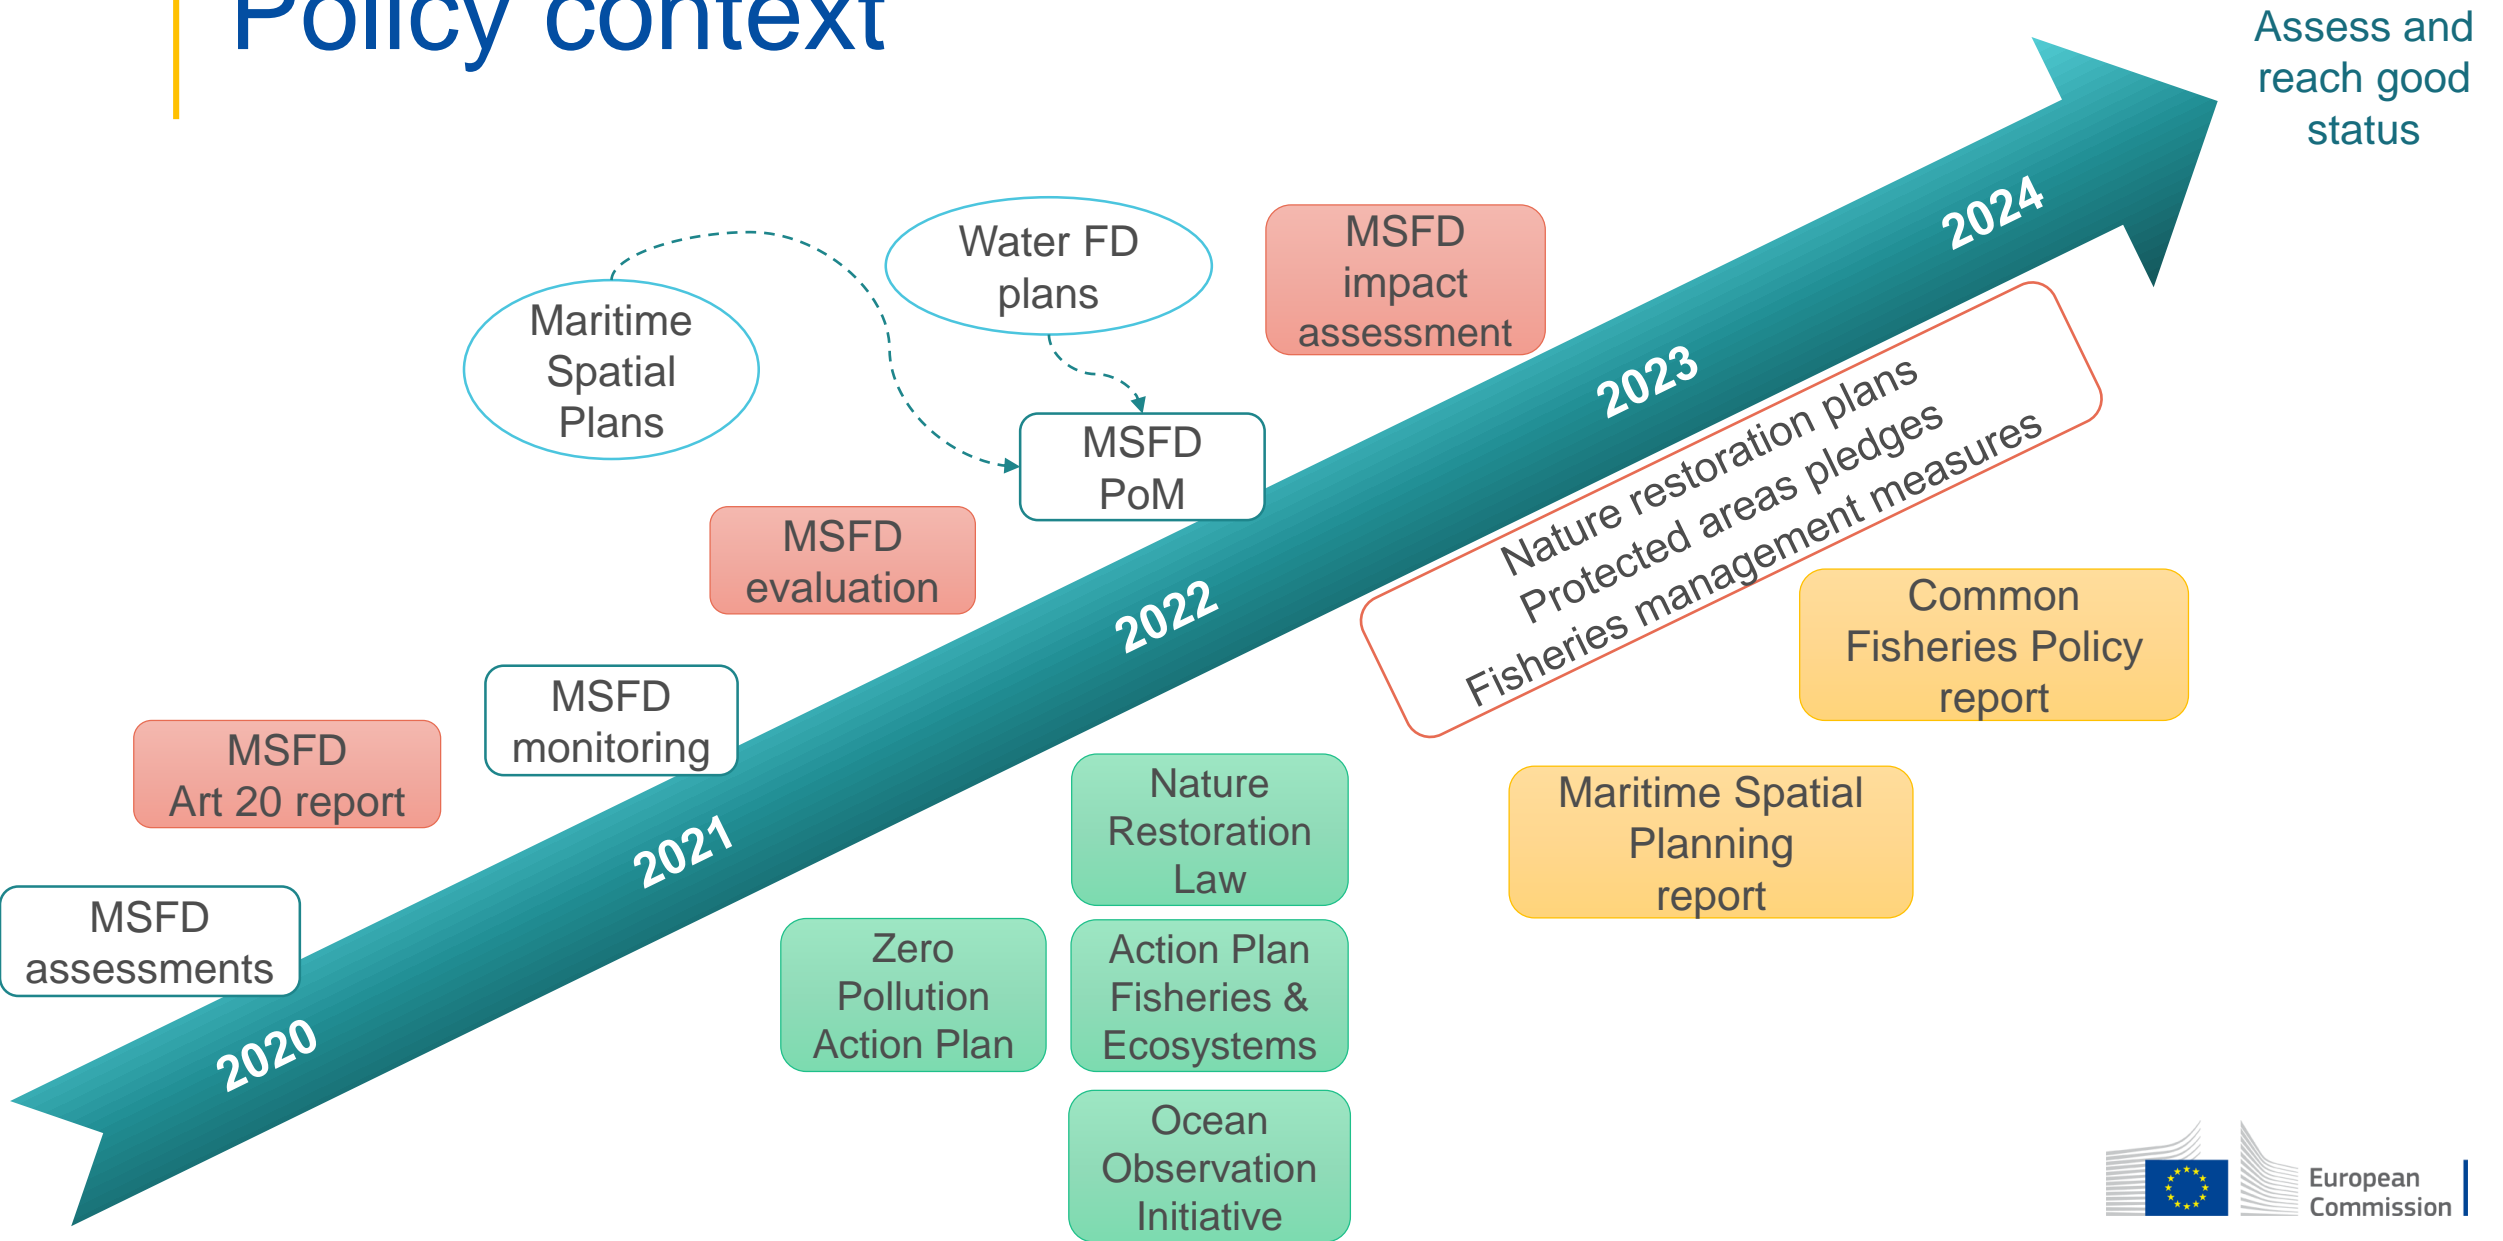 Policy context
Assess and
reach good
status
Maritime
Spatial
Plans
Water FD
plans
MSFD
impact
assessment
MSFD
PoM
MSFD
evaluation
MSFD
monitoring
MSFD
Art 20 report
MSFD
assessments
2020
2021
2022
2023
2024
Nature restoration plans
Protected areas pledges
Fisheries management measures
Common
Fisheries Policy
report
Maritime Spatial
Planning
report
Nature
Restoration
Law
Zero
Pollution
Action Plan
Action Plan
Fisheries &
Ecosystems
Ocean
Observation
Initiative
European
Commission